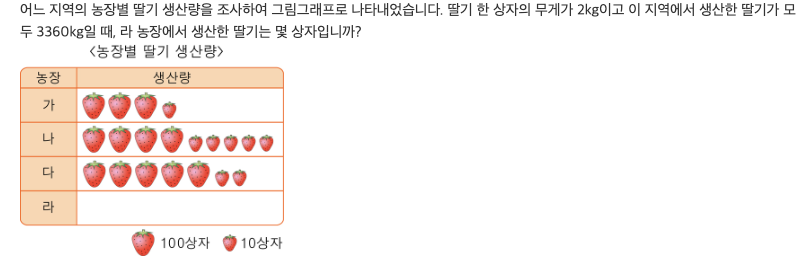 어느 지역의 농장별 딸기 생산량을 조사하여 그림그래프로 나타내었습니다. 딸기 한 상자의 무게가 2kg이고 이 지역에서 생산한 딸기가 모
두 3360kg일 때, 라 농장에서 생산한 딸기는 몇 상자입니까?
<농장별 딸기 생산량>
농장 생산량
가
나
다
라
100상자 10상자